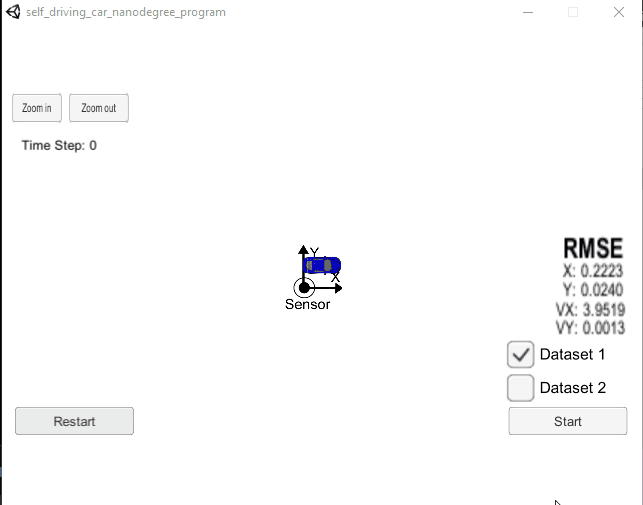 self_driving_car_nanodegree_program
Zoom in
Zoom out
Time Step: 0
Y
X
Sensor
RMSE
X: 0.2223
Y: 0.0240
VX: 3.9519
VY: 0.0013
Dataset 1
Dataset 2
Restart
Start